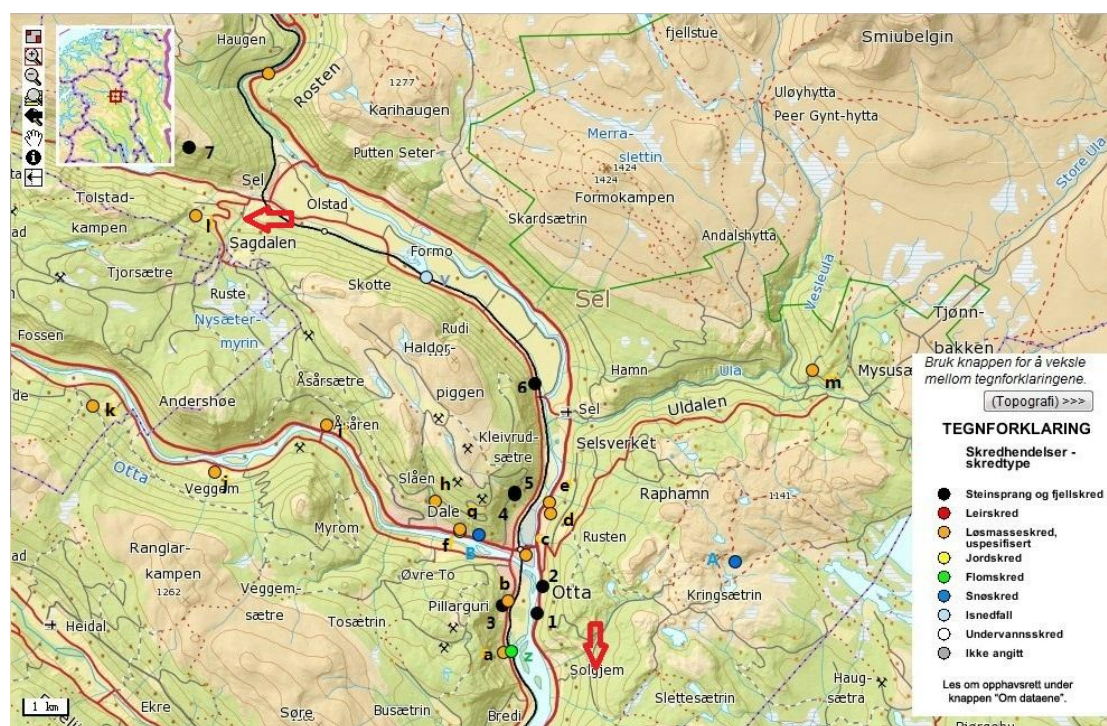 Haugen
Rosten
1277
Karihaugen
fjellstue
Smiubelgin
Uløyhytta
Peer Gynt-hytta
Store Ula
7
Putten Seter
Merra-
slettin
1424
1424
Formokampen
Sel
Tolstad-
kampen
Olstad
Skardsætrin
l
Sagdalen
Formo
Andalshytta
Vesleula
Tjorsætre
Ruste
Skotte
V
Sel
Nysæter-
myrin
Rudi
Tjønn-
bakken
Fossen
Haldor-
piggen
Hamn
Ula
Mysusæ
m
Åsårsætre
6
Sel
Uldalen
Andershøe
k
Kleivrud-
sætre
Selsverket
Åsåren
i
Otta
j
Veggem
Slåen
h
5
e
Raphamn
1141
Dale
4
g
d
Myrom
f
B
c
Rusten
A
Ranglar-
kampen
1262
Øvre To
b
2
Otta
Kringsætrin
Veggem-
sætre
Pillarguri
3
1
Heidal
Tosætrin
a
z
Solgjem
Slettesætrin
Haug-
sætra
1 km
Ekre
Søre
Busætrin
Bredi
Bruk knappen for å veksle
mellom tegnforklaringene.
(Topografi) >>>
TEGNFORKLARING
Skredhendelser -
skredtype
Steinsprang og fjellskred
Leirskred
Løsmasseskred,
uspesifisert
Jordskred
Flomskred
Snøskred
Isnedfall
Undervannsskred
Ikke angitt
Les om opphavsrett under
knappen "Om dataene".